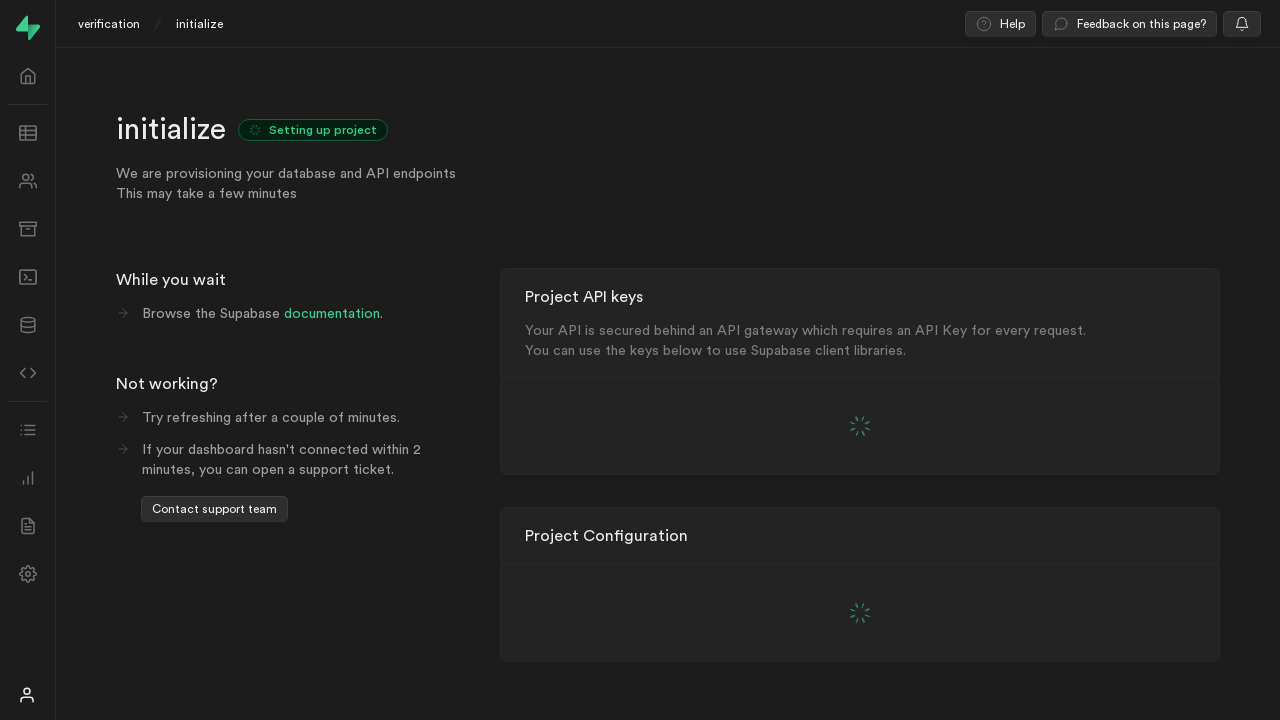 verification / initialize
Help
Feedback on this page?
initialize
Setting up project
We are provisioning your database and API endpoints
This may take a few minutes
While you wait
Browse the Supabase documentation.
Not working?
Try refreshing after a couple of minutes.
If your dashboard hasn't connected within 2
minutes, you can open a support ticket.
Contact support team
Project API keys
Your API is secured behind an API gateway which requires an API Key for every request.
You can use the keys below to use Supabase client libraries.
Project Configuration